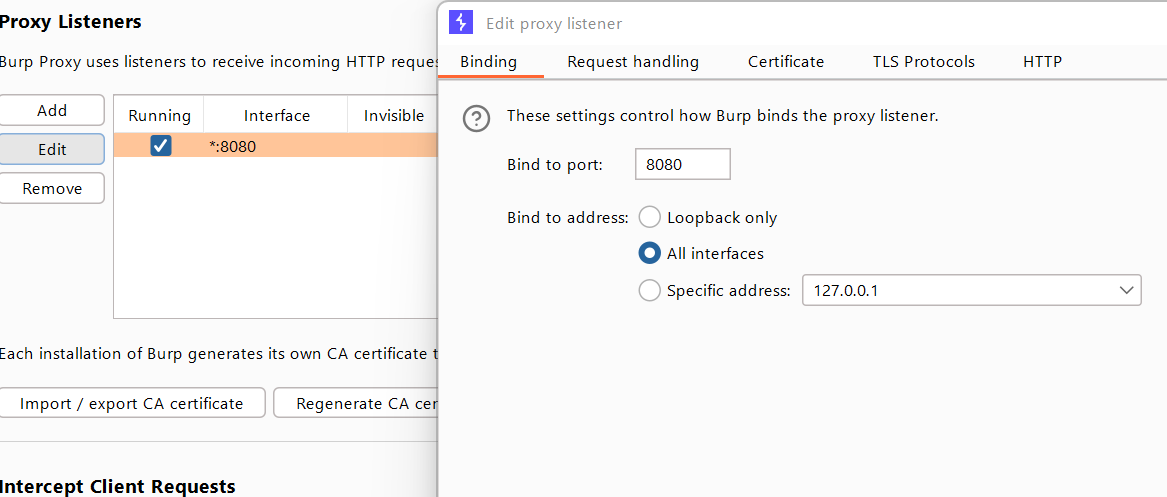 Proxy Listeners
Burp Proxy uses listeners to receive incoming HTTP
Add
Edit
Remove
Running Interface Invisible
*:8080
Each installation of Burp generates its own CA certificate
Import / export CA certificate
Regenerate CA
Intercept Client Requests
Edit proxy listener
Binding Request handling Certificate TLS Protocols HTTP
? These settings control how Burp binds the proxy listener.
Bind to port: 8080
Bind to address: Loopback only
All interfaces
Specific address: 127.0.0.1